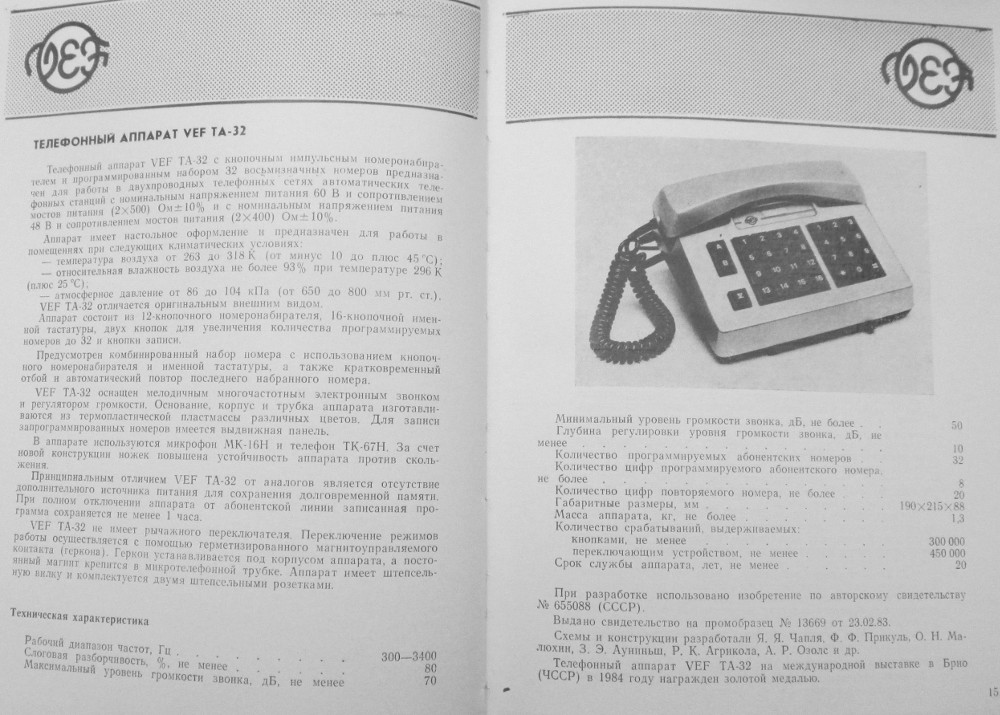 VEF
ТЕЛЕФОННЫЙ АППАРАТ VEF TA-32
Телефонный аппарат VEF TA-32 с кнопочным импульсным номеронабира-
телем и программированным набором 32 восьмизначных номеров предназна-
чен для работы в двухпроводных телефонных сетях автоматических теле-
фонных станций с номинальным напряжением питания 60 В и сопротивлением
мостов питания (2×500) Ом±10% и с номинальным напряжением питания
48 В и сопротивлением мостов питания (2×400) Ом±10%.
Аппарат имеет настольное оформление и предназначен для работы в
помещениях при следующих климатических условиях:
— температура воздуха от 263 до 318 К (от минус 10 до плюс 45 °С);
— относительная влажность воздуха не более 93% при температуре 296 К
(плюс 25 °С);
— атмосферное давление от 86 до 104 кПа (от 650 до 800 мм рт. ст.).
VEF TA-32 отличается оригинальным внешним видом.
Аппарат состоит из 12-кнопочного номеронабирателя, 16-кнопочной имен-
ной тастатуры, двух кнопок для увеличения количества программируемых
номеров до 32 и кнопки записи.
Предусмотрен комбинированный набор номера с использованием кнопоч-
ного номеронабирателя и именной тастатуры, а также кратковременный
отбой и автоматический повтор последнего набранного номера.
VEF TA-32 оснащен мелодичным многочастотным электронным звонком
и регулятором громкости. Основание, корпус и трубка аппарата изготавли-
ваются из термопластической пластмассы различных цветов. Для записи
запрограммированных номеров имеется выдвижная панель.
В аппарате используются микрофон МК-16Н и телефон ТК-67Н. За счет
новой конструкции ножек повышена устойчивость аппарата против сколь-
жения.
Принципиальным отличием VEF TA-32 от аналогов является отсутствие
дополнительного источника питания для сохранения долговременной памяти.
При полном отключении аппарата от абонентской линии записанная про-
грамма сохраняется не менее 1 часа.
VEF TA-32 не имеет рычажного переключателя. Переключение режимов
работы осуществляется с помощью герметизированного магнитоуправляемого
контакта (геркона). Геркон устанавливается под корпусом аппарата, а посто-
янный магнит крепится в микротелефонной трубке. Аппарат имеет штепсель-
ную вилку и комплектуется двумя штепсельными розетками.
Техническая характеристика
Рабочий диапазон частот, Гц . . . . . . . . . 300—3400
Слоговая разборчивость, %, не менее . . . . . . 80
Максимальный уровень громкости звонка, дБ, не менее 70
VEF
Минимальный уровень громкости звонка, дБ, не более . . 50
Глубина регулировки уровня громкости звонка, дБ, не
менее . . . . . . . . . . . . . 10
Количество программируемых абонентских номеров . . 32
Количество цифр программируемого абонентского номера,
не более . . . . . . . . . . . . 8
Количество цифр повторяемого номера, не более . . . 20
Габаритные размеры, мм . . . . . . . 190×215×88
Масса аппарата, кг, не более . . . . . . . 1,3
Количество срабатываний, выдерживаемых:
кнопками, не менее . . . . . . . . 300 000
переключающим устройством, не менее . . . . . 450 000
Срок службы аппарата, лет, не менее . . . . . . 20
При разработке использовано изобретение по авторскому свидетельству
№ 655088 (СССР).
Выдано свидетельство на промобразец № 13669 от 23.02.83.
Схемы и конструкции разработали Я. Я. Чапля, Ф. Ф. Прикуль, О. Н. Ма-
люхин, З. Э. Ауниньш, Р. К. Агрикола, А. Р. Озолс и др.
Телефонный аппарат VEF TA-32 на международной выставке в Брно
(ЧССР) в 1984 году награжден золотой медалью.
15